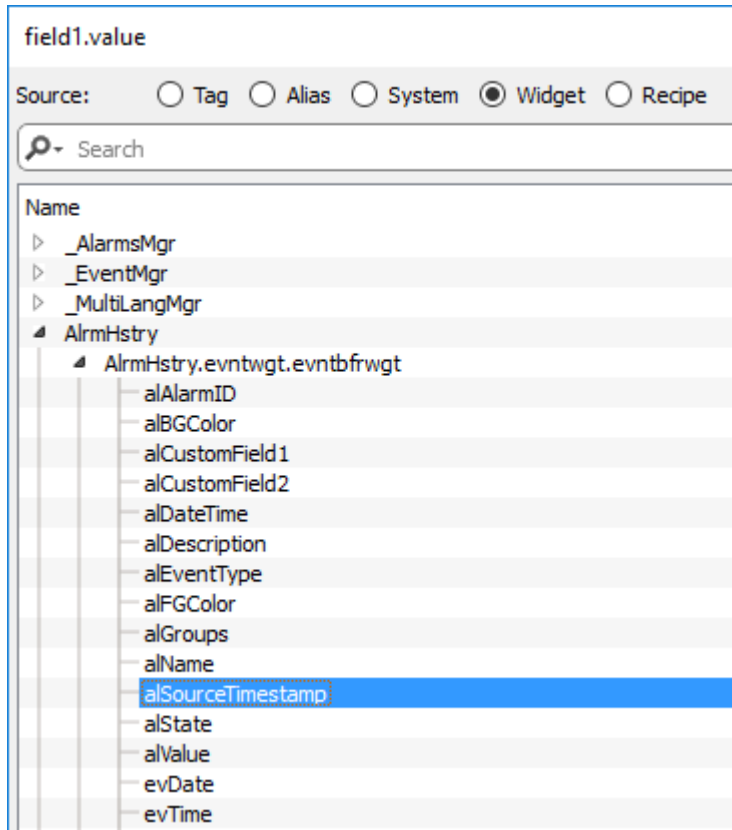 field1.value
Source: Tag Alias System Widget Recipe
Search
Name
_AlarmsMgr
_EventMgr
_MultiLangMgr
AlrmHstry
AlrmHstry.evntwgt.evntbfrwgt
alAlarmID
alBGColor
alCustomField1
alCustomField2
alDateTime
alDescription
alEventType
alFGColor
alGroups
alName
alSourceTimestamp
alState
alValue
evDate
evTime